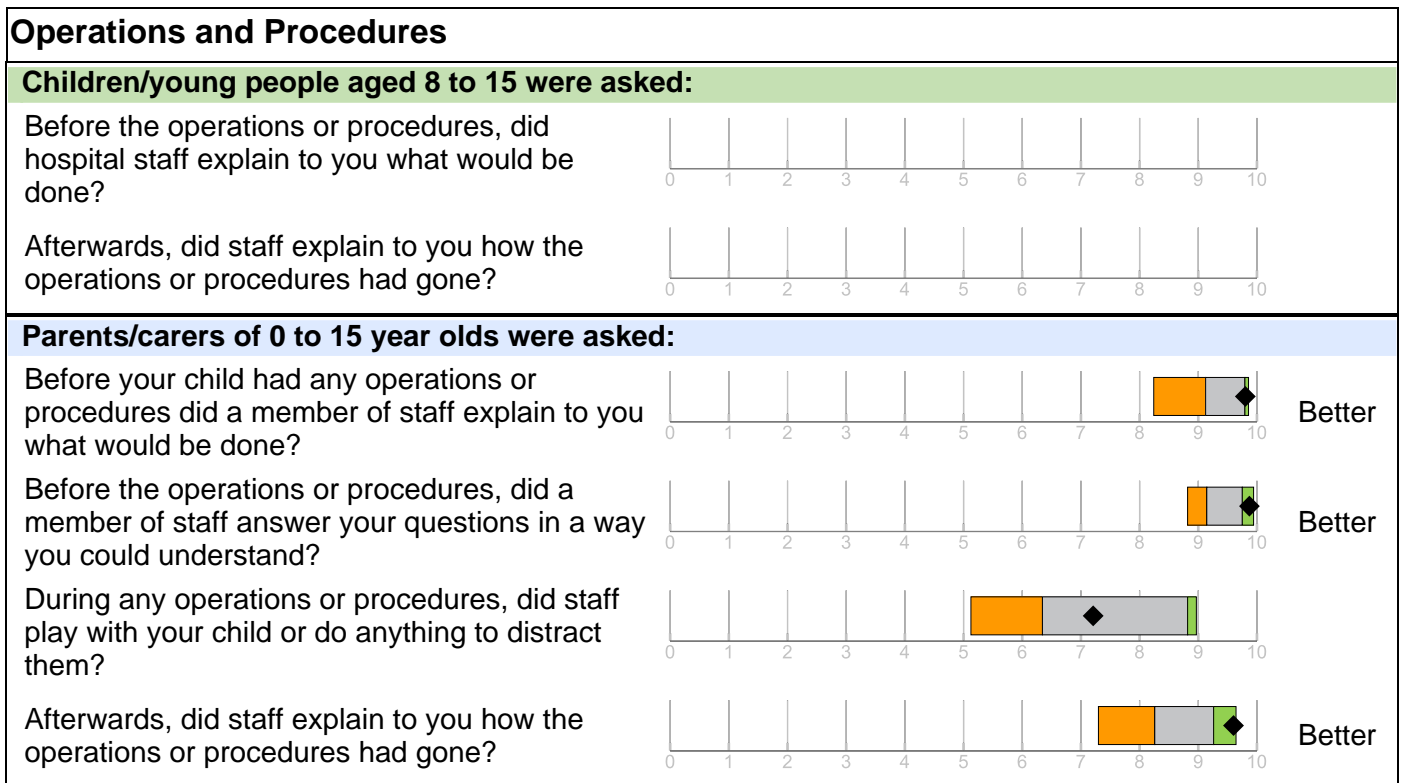 Operations and Procedures
Children/young people aged 8 to 15 were asked:
Before the operations or procedures, did
hospital staff explain to you what would be
done?
0 1 2 3 4 5 6 7 8 9 10
Afterwards, did staff explain to you how the
operations or procedures had gone?
0 1 2 3 4 5 6 7 8 9 10
Parents/carers of 0 to 15 year olds were asked:
Before your child had any operations or
procedures did a member of staff explain to you
what would be done?
0 1 2 3 4 5 6 7 8 9 10
Better
Before the operations or procedures, did a
member of staff answer your questions in a way
you could understand?
0 1 2 3 4 5 6 7 8 9 10
Better
During any operations or procedures, did staff
play with your child or do anything to distract
them?
0 1 2 3 4 5 6 7 8 9 10
Afterwards, did staff explain to you how the
operations or procedures had gone?
0 1 2 3 4 5 6 7 8 9 10
Better